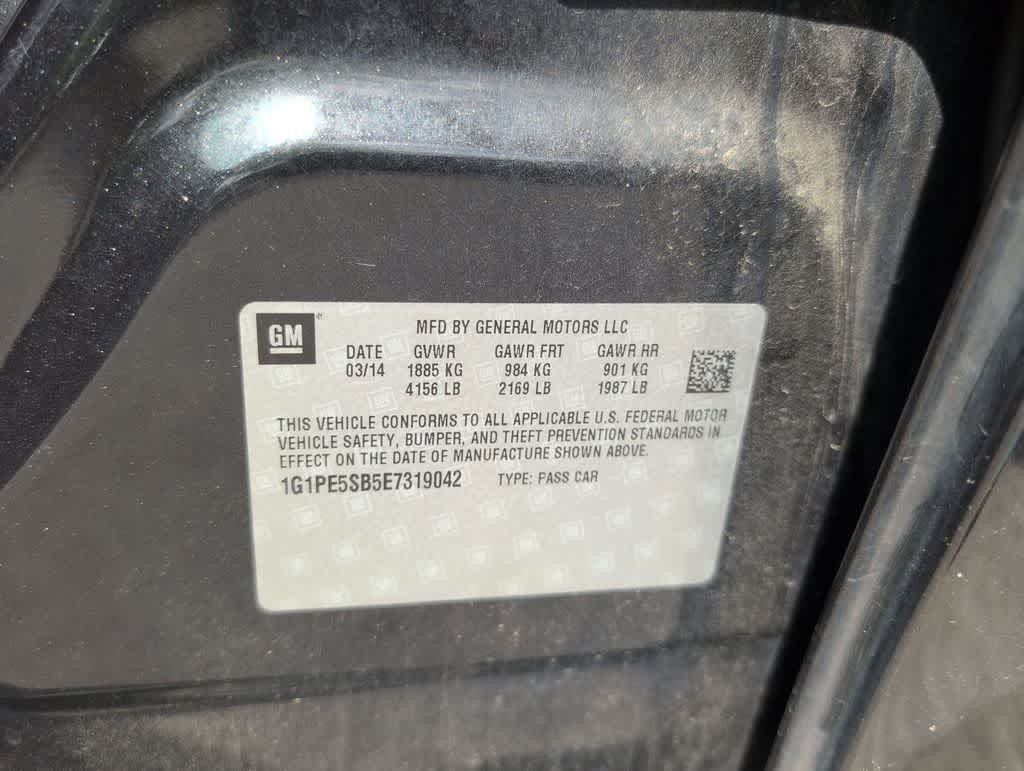 GM
MFD BY GENERAL MOTORS LLC
DATE GVWR GAWR FRT GAWR RR
03/14 1885 KG 984 KG 901 KG
4156 LB 2169 LB 1987 LB
THIS VEHICLE CONFORMS TO ALL APPLICABLE U.S. FEDERAL MOTOR
VEHICLE SAFETY, BUMPER, AND THEFT PREVENTION STANDARDS IN
EFFECT ON THE DATE OF MANUFACTURE SHOWN ABOVE.
1G1PE5SB5E7319042 TYPE: PASS CAR